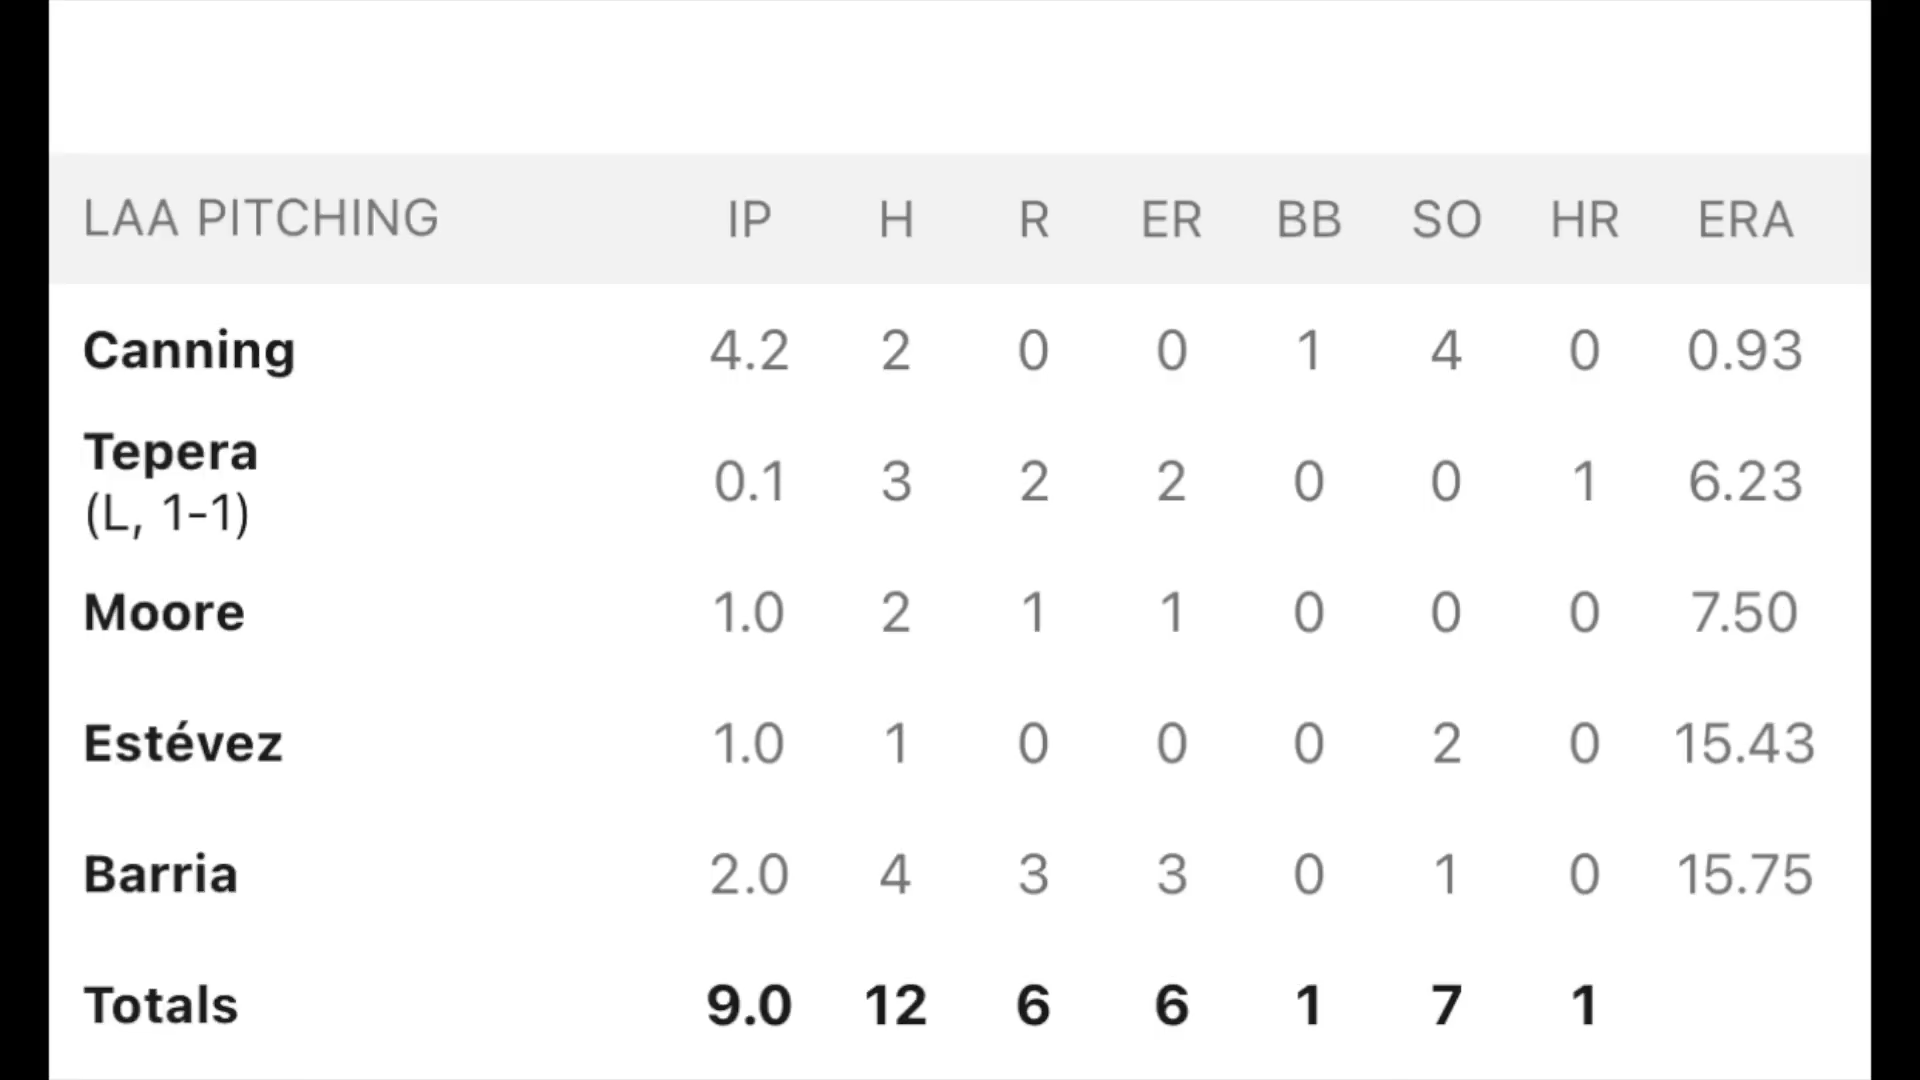 LAA PITCHING IP H R ER BB SO HR ERA
Canning 4.2 2 0 0 1 4 0 0.93
Tepera 0.1 3 2 2 0 0 1 6.23
(L, 1-1)
Moore 1.0 2 1 1 0 0 0 7.50
Estévez 1.0 1 0 0 0 2 0 15.43
Barria 2.0 4 3 3 0 1 0 15.75
Totals 9.0 12 6 6 1 7 1